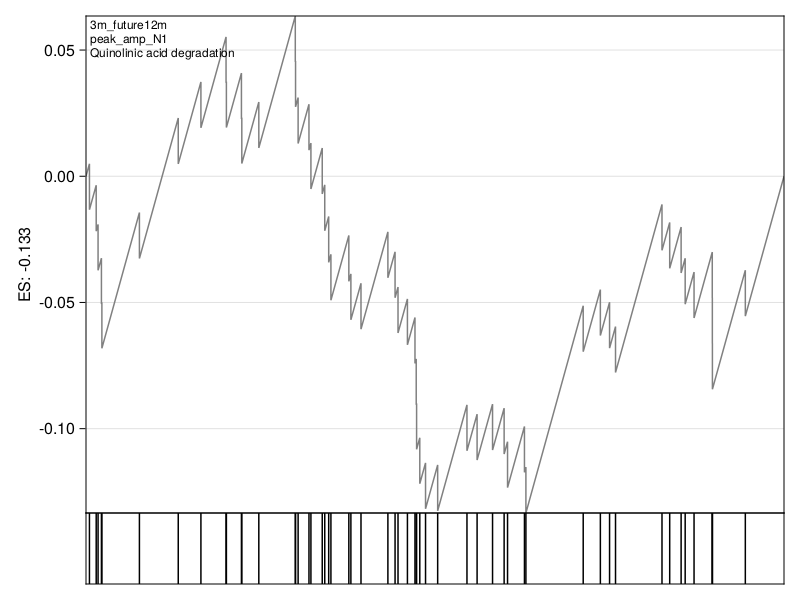 3m_future12m
peak_amp_N1
Quinolinic acid degradation
0.05
0.00
-0.05
-0.10
ES: -0.133